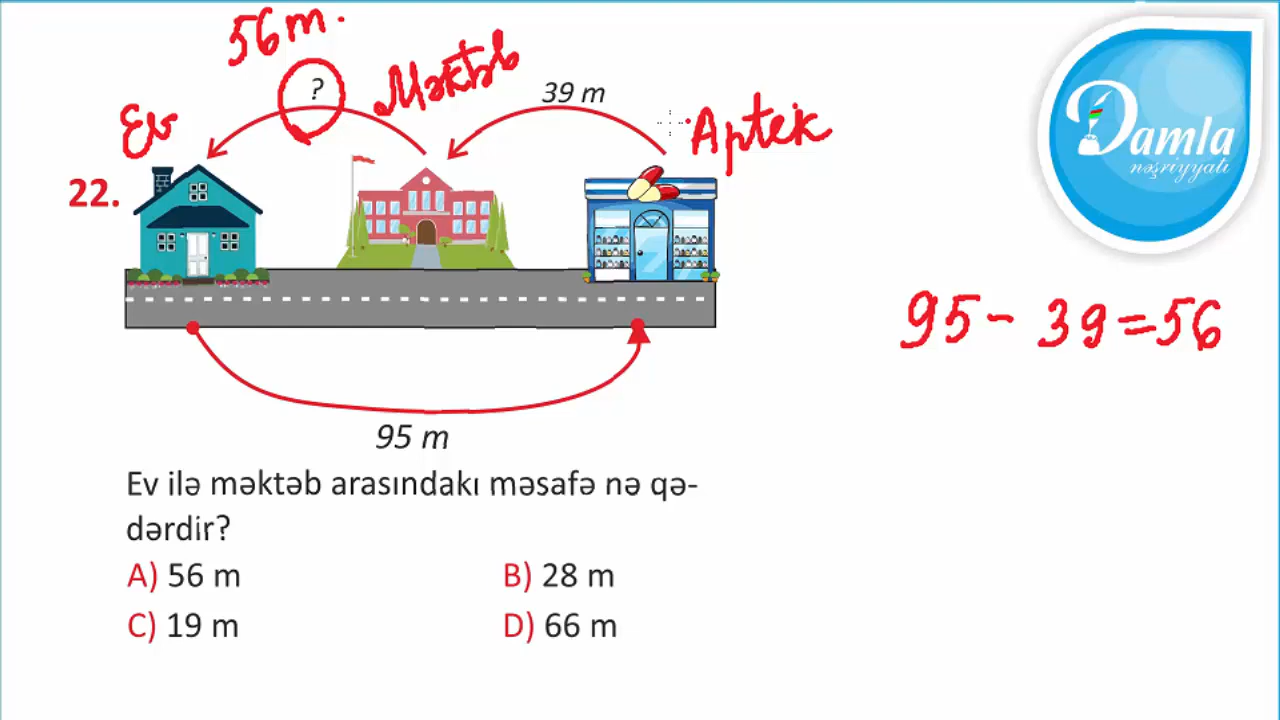 56 m.
?
Məktəb
39 m
Ev
Aptek
Damla
nəşriyyatı
22.
95 - 39 = 56
95 m
Ev ilə məktəb arasındakı məsafə nə qə-
dərdir?
A) 56 m
B) 28 m
C) 19 m
D) 66 m